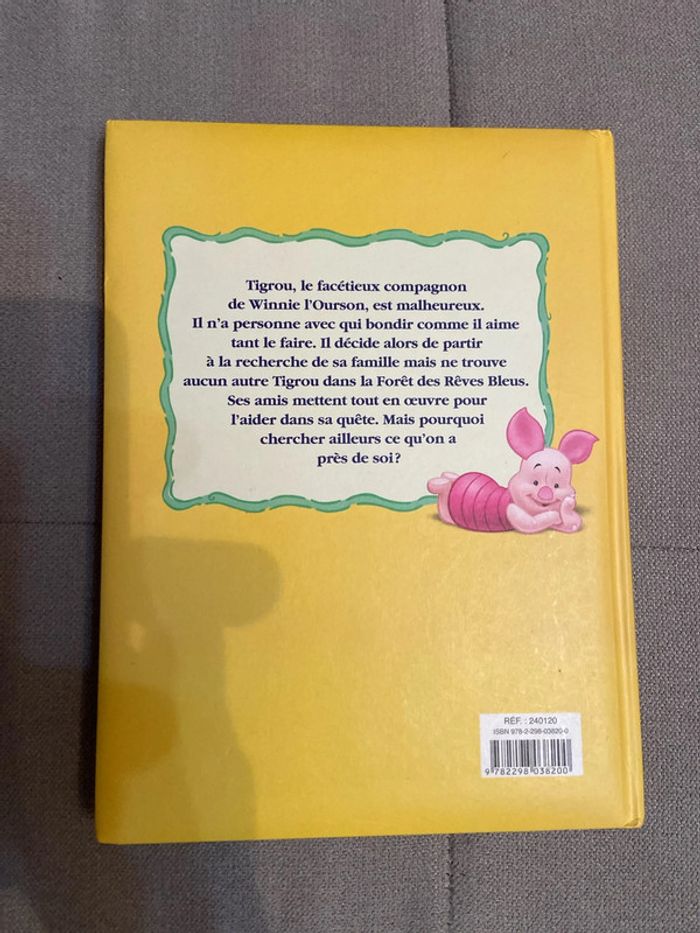 Tigrou, le facétieux compagnon
de Winnie l'Ourson, est malheureux.
Il n'a personne avec qui bondir comme il aime
tant le faire. Il décide alors de partir
à la recherche de sa famille mais ne trouve
aucun autre Tigrou dans la Forêt des Rêves Bleus.
Ses amis mettent tout en œuvre pour
l'aider dans sa quête. Mais pourquoi
chercher ailleurs ce qu'on a
près de soi ?
RÉF. : 240120
ISBN 978-2-298-03820-0
9 782298 038200